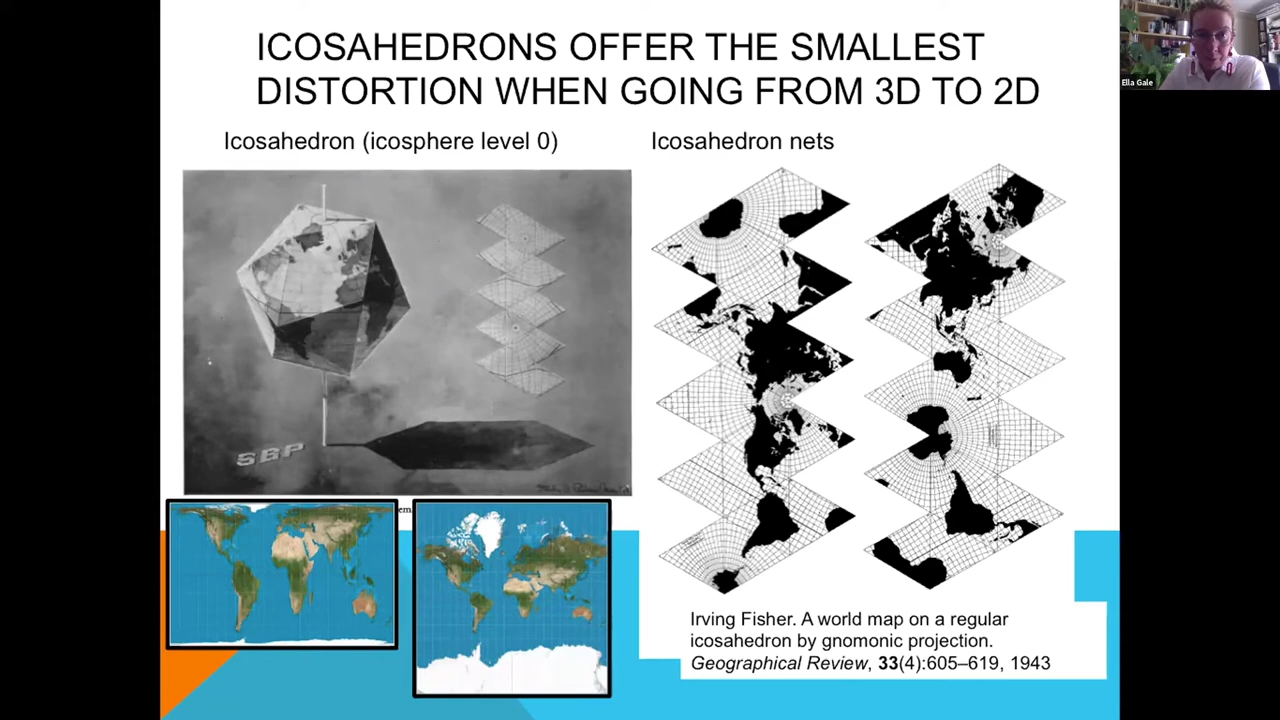 ICOSAHEDRONS OFFER THE SMALLEST
DISTORTION WHEN GOING FROM 3D TO 2D
Icosahedron (icosphere level 0)
Icosahedron nets
SBP
em
Irving Fisher. A world map on a regular
icosahedron by gnomonic projection.
Geographical Review, 33(4):605–619, 1943
Ella Gale